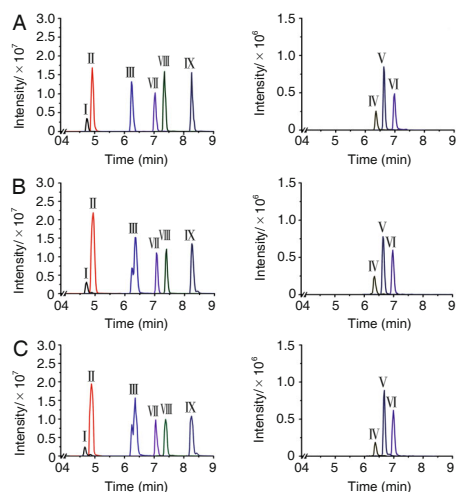 A
Intensity/×10⁷
3.0
2.5
2.0
1.5
1.0
0.5
0
I
II
III
VII
VIII
IX
04 5 6 7 8 9
Time (min)
Intensity/×10⁶
1.5
1.0
0.5
0
IV
V
VI
04 5 6 7 8 9
Time (min)
B
Intensity/×10⁷
3.0
2.5
2.0
1.5
1.0
0.5
0
I
II
III
VII
VIII
IX
04 5 6 7 8 9
Time (min)
Intensity/×10⁶
1.5
1.0
0.5
0
IV
V
VI
04 5 6 7 8 9
Time (min)
C
Intensity/×10⁷
3.0
2.5
2.0
1.5
1.0
0.5
0
I
II
III
VII
VIII
IX
04 5 6 7 8 9
Time (min)
Intensity/×10⁶
1.5
1.0
0.5
0
IV
V
VI
04 5 6 7 8 9
Time (min)